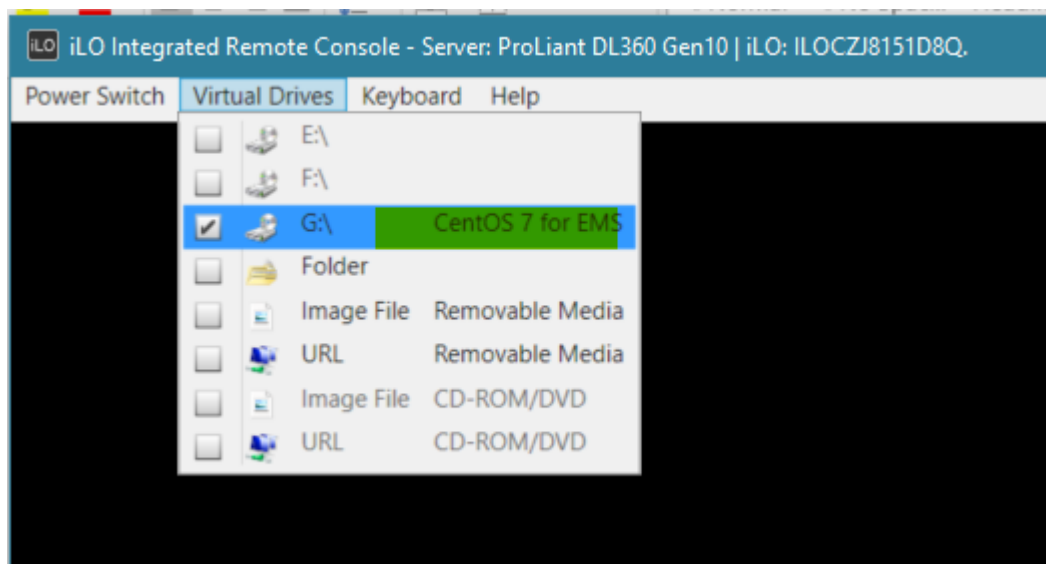 iLO iLO Integrated Remote Console - Server: ProLiant DL360 Gen10 | iLO: ILOCZJ8151D8Q.
Power Switch Virtual Drives Keyboard Help
E:\
F:\
G:\ CentOS 7 for EMS
Folder
Image File Removable Media
URL Removable Media
Image File CD-ROM/DVD
URL CD-ROM/DVD